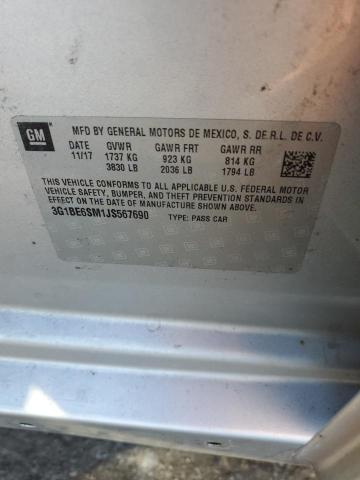 GM
MFD BY GENERAL MOTORS DE MEXICO, S. DE R.L. DE C.V.
11/17 GVWR GAWR FRT GAWR RR
1737 KG 923 KG 814 KG
3830 LB 2036 LB 1794 LB
THIS VEHICLE CONFORMS TO ALL APPLICABLE U.S. FEDERAL MOTOR
VEHICLE SAFETY, BUMPER, AND THEFT PREVENTION STANDARDS IN
EFFECT ON THE DATE OF MANUFACTURE SHOWN ABOVE.
3G1BE6SM1JS567690 TYPE: PASS CAR